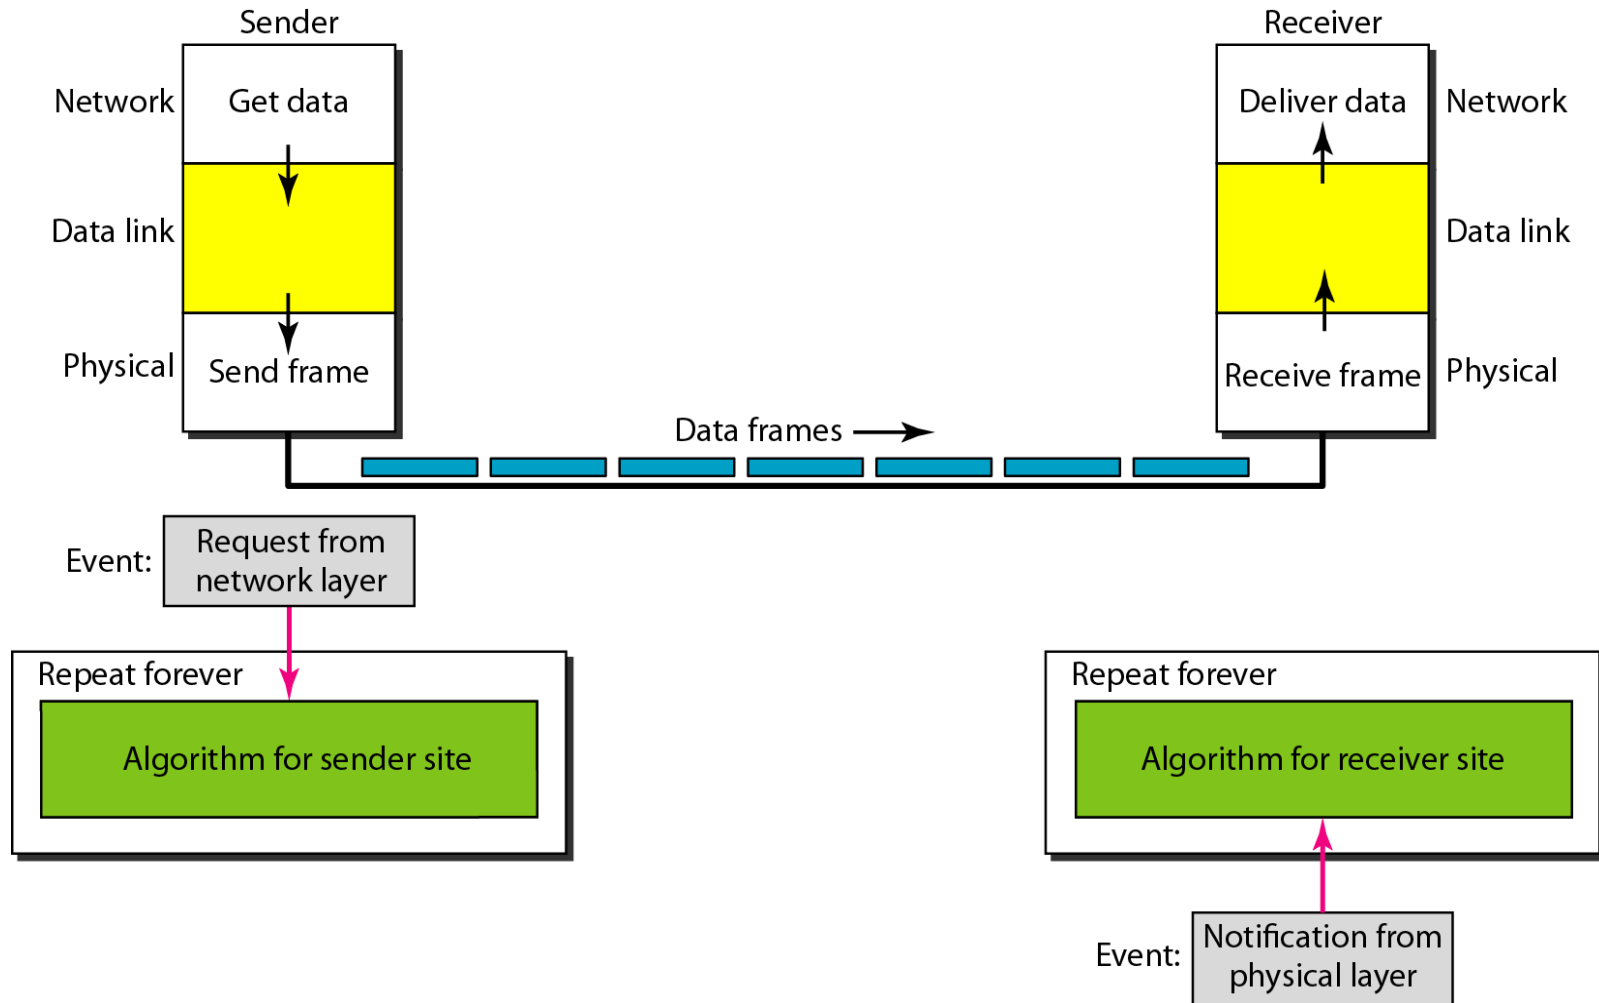 Sender
Receiver
Network
Get data
Deliver data
Network
Data link
Data link
Physical
Send frame
Receive frame
Physical
Data frames
Event:
Request from
network layer
Repeat forever
Algorithm for sender site
Repeat forever
Algorithm for receiver site
Event:
Notification from
physical layer